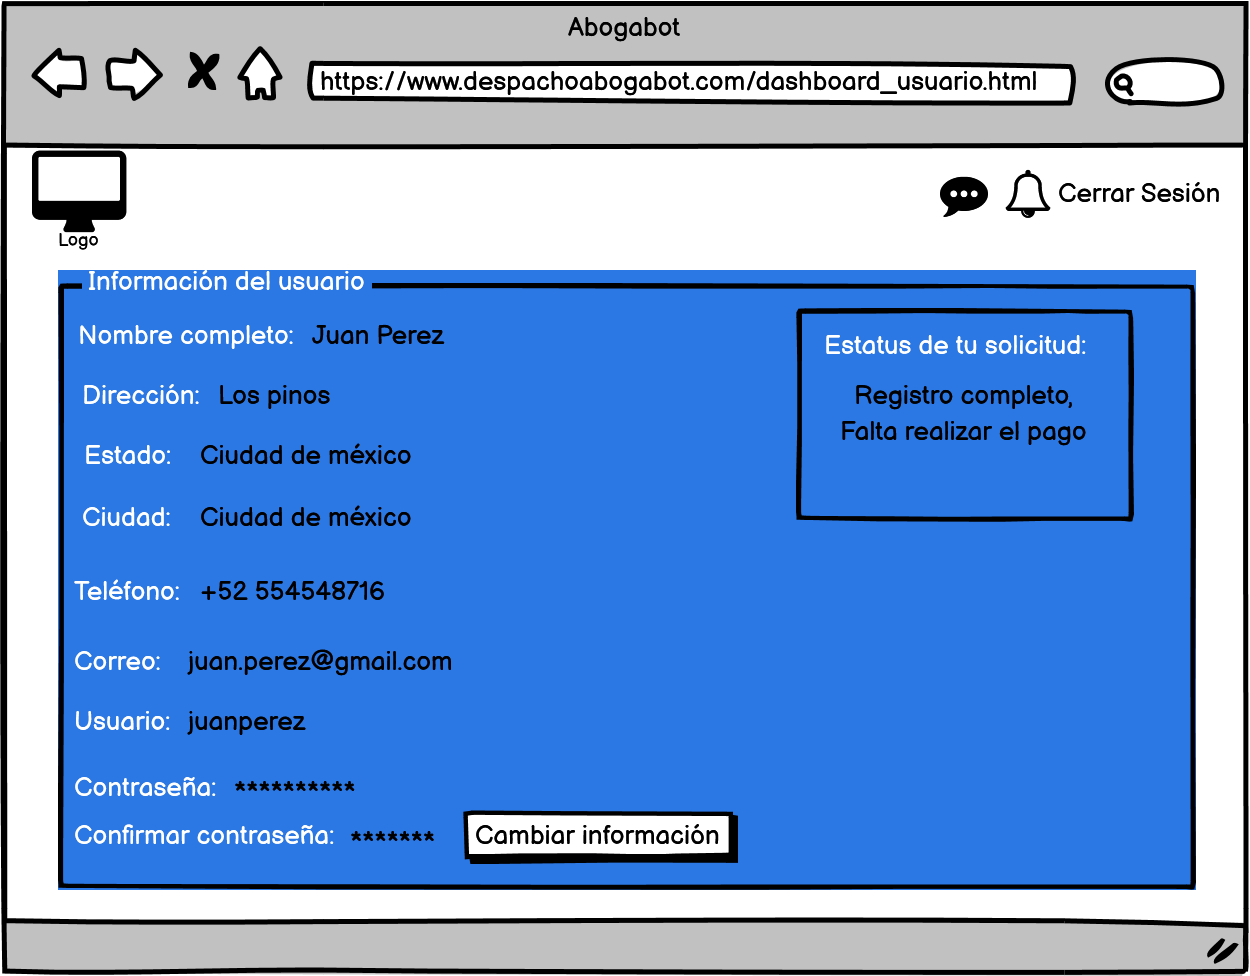 Abogabot
https://www.despachoabogabot.com/dashboard_usuario.html
Logo
Cerrar Sesión
Información del usuario
Nombre completo: Juan Perez
Dirección: Los pinos
Estado: Ciudad de méxico
Ciudad: Ciudad de méxico
Teléfono: +52 554548716
Correo: juan.perez@gmail.com
Usuario: juanperez
Contraseña: **********
Confirmar contraseña: *******
Cambiar información
Estatus de tu solicitud:
Registro completo,
Falta realizar el pago